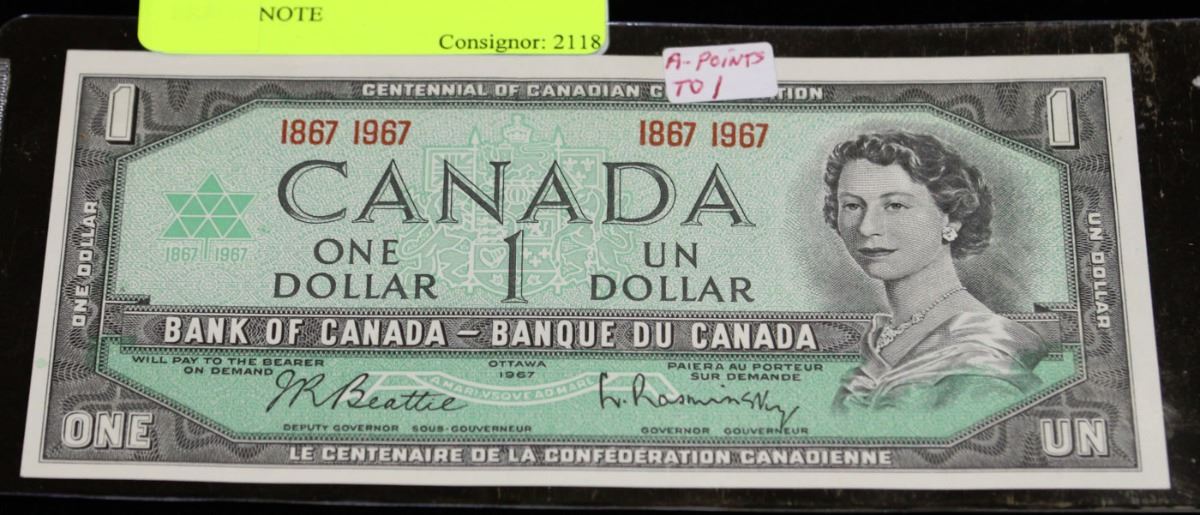 NOTE
Consignor: 2118
A-POINTS
TO 1
1 CENTENNIAL OF CANADIAN 1
1867 1967 1867 1967
CANADA
1867 1967
ONE 1 UN
DOLLAR DOLLAR
ONE DOLLAR
UN DOLLAR
BANK OF CANADA – BANQUE DU CANADA
WILL PAY TO THE BEARER OTTAWA PAIERA AU PORTEUR
ON DEMAND 1967 SUR DEMANDE
A MARI VSQVE AD MARE
J.R. Beattie L. Rasminsky
DEPUTY GOVERNOR SOUS-GOUVERNEUR GOVERNOR GOUVERNEUR
ONE UN
LE CENTENAIRE DE LA CONFÉDÉRATION CANADIENNE